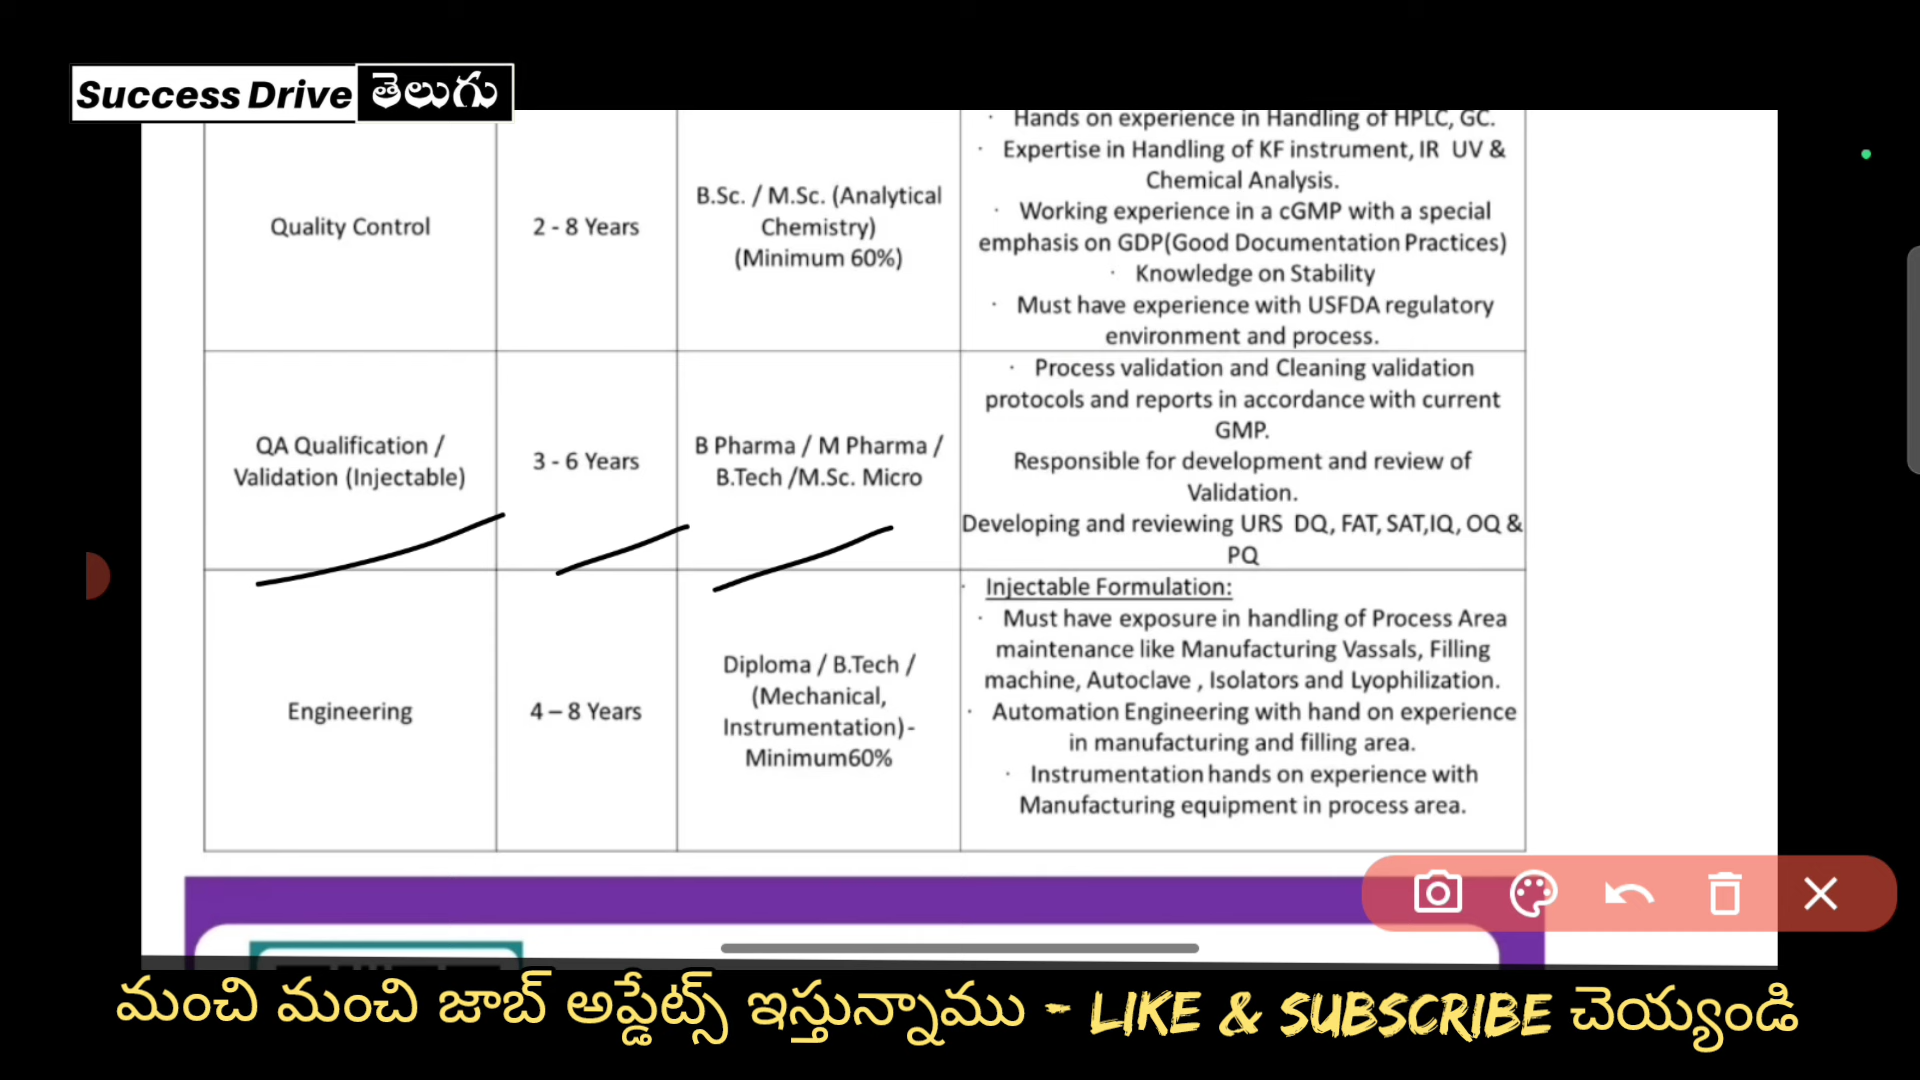 Success Drive తెలుగు
· Hands on experience in Handling of HPLC, GC.
· Expertise in Handling of KF instrument, IR UV &
Chemical Analysis.
· Working experience in a cGMP with a special
emphasis on GDP(Good Documentation Practices)
· Knowledge on Stability
· Must have experience with USFDA regulatory
environment and process.
Quality Control
2 - 8 Years
B.Sc. / M.Sc. (Analytical
Chemistry)
(Minimum 60%)
QA Qualification /
Validation (Injectable)
3 - 6 Years
B Pharma / M Pharma /
B.Tech /M.Sc. Micro
· Process validation and Cleaning validation
protocols and reports in accordance with current
GMP.
Responsible for development and review of
Validation.
Developing and reviewing URS DQ, FAT, SAT,IQ, OQ &
PQ
Engineering
4 – 8 Years
Diploma / B.Tech /
(Mechanical,
Instrumentation) -
Minimum60%
· Injectable Formulation:
· Must have exposure in handling of Process Area
maintenance like Manufacturing Vassals, Filling
machine, Autoclave , Isolators and Lyophilization.
· Automation Engineering with hand on experience
in manufacturing and filling area.
· Instrumentation hands on experience with
Manufacturing equipment in process area.
మంచి మంచి జాబ్ అప్డేట్స్ ఇస్తున్నాము - LIKE & SUBSCRIBE చెయ్యండి